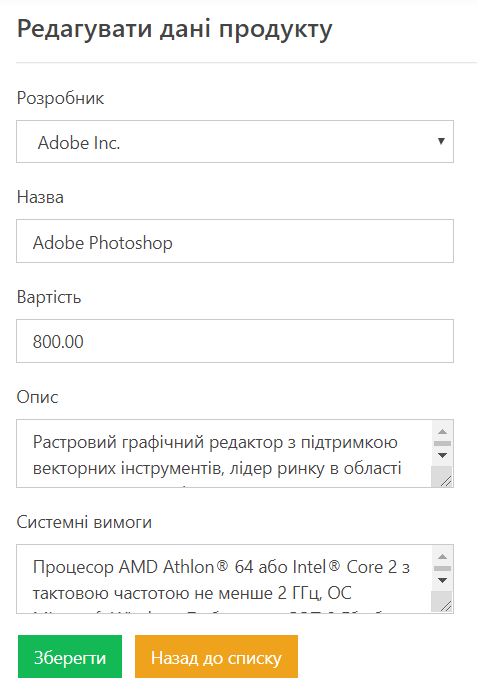 Редагувати дані продукту
Розробник
Adobe Inc.
Назва
Adobe Photoshop
Вартість
800.00
Опис
Растровий графічний редактор з підтримкою
векторних інструментів, лідер ринку в області
Системні вимоги
Процесор AMD Athlon® 64 або Intel® Core 2 з
тактовою частотою не менше 2 ГГц, ОС
Зберегти
Назад до списку